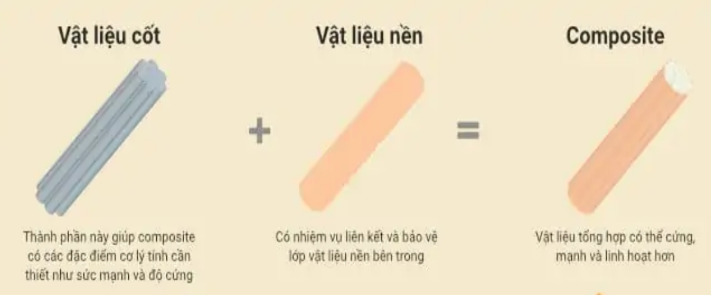 Vật liệu cốt
Vật liệu nền
Composite
+
=
Thành phần này giúp composite
có các đặc điểm cơ lý tính cần
thiết như sức mạnh và độ cứng
Có nhiệm vụ liên kết và bảo vệ
lớp vật liệu nền bên trong
Vật liệu tổng hợp có thể cứng,
mạnh và linh hoạt hơn